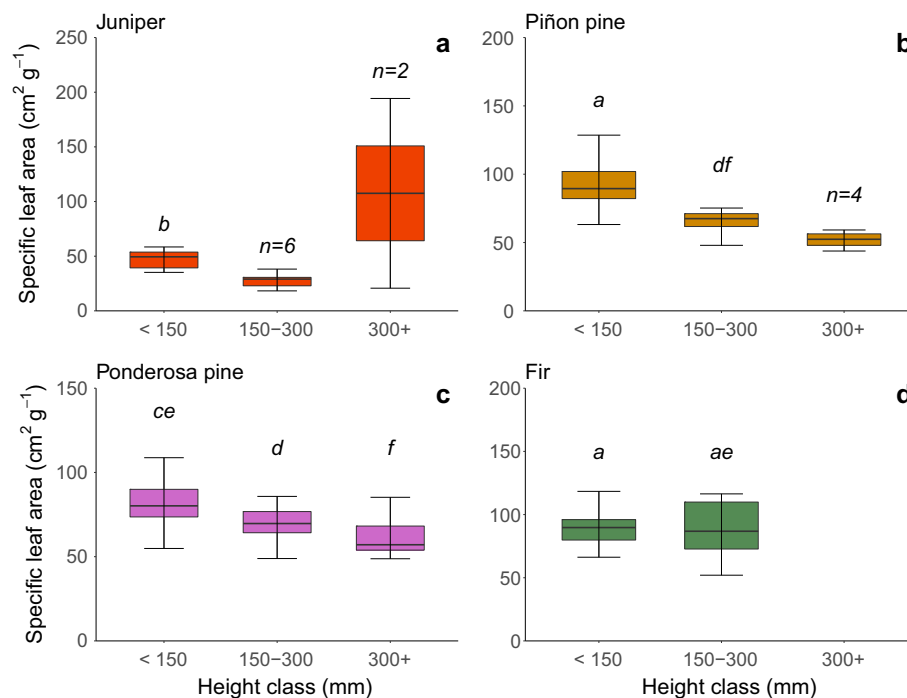 Juniper
a
Specific leaf area (cm² g⁻¹)
250
200
150
100
50
0
b
n=6
n=2
< 150
150−300
300+
Piñon pine
b
200
150
100
50
0
a
df
n=4
< 150
150−300
300+
Ponderosa pine
c
Specific leaf area (cm² g⁻¹)
150
100
50
0
ce
d
f
< 150
150−300
300+
Height class (mm)
Fir
d
200
150
100
50
0
a
ae
< 150
150−300
300+
Height class (mm)